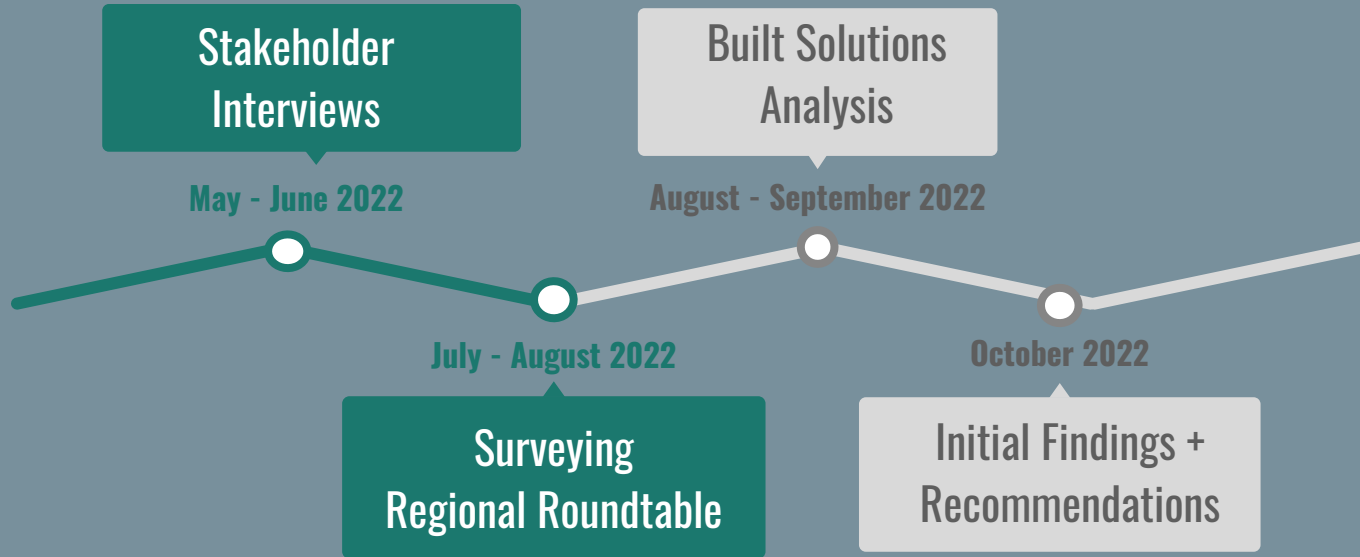 Stakeholder
Interviews
May - June 2022
Built Solutions
Analysis
August - September 2022
July - August 2022
Surveying
Regional Roundtable
October 2022
Initial Findings +
Recommendations